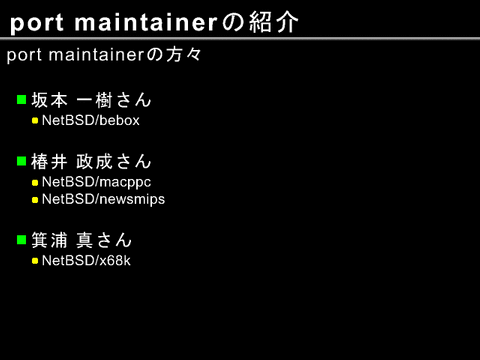 port maintainerの紹介
port maintainerの方々
坂本 一樹さん
NetBSD/bebox
椿井 政成さん
NetBSD/macppc
NetBSD/newsmips
箕浦 真さん
NetBSD/x68k